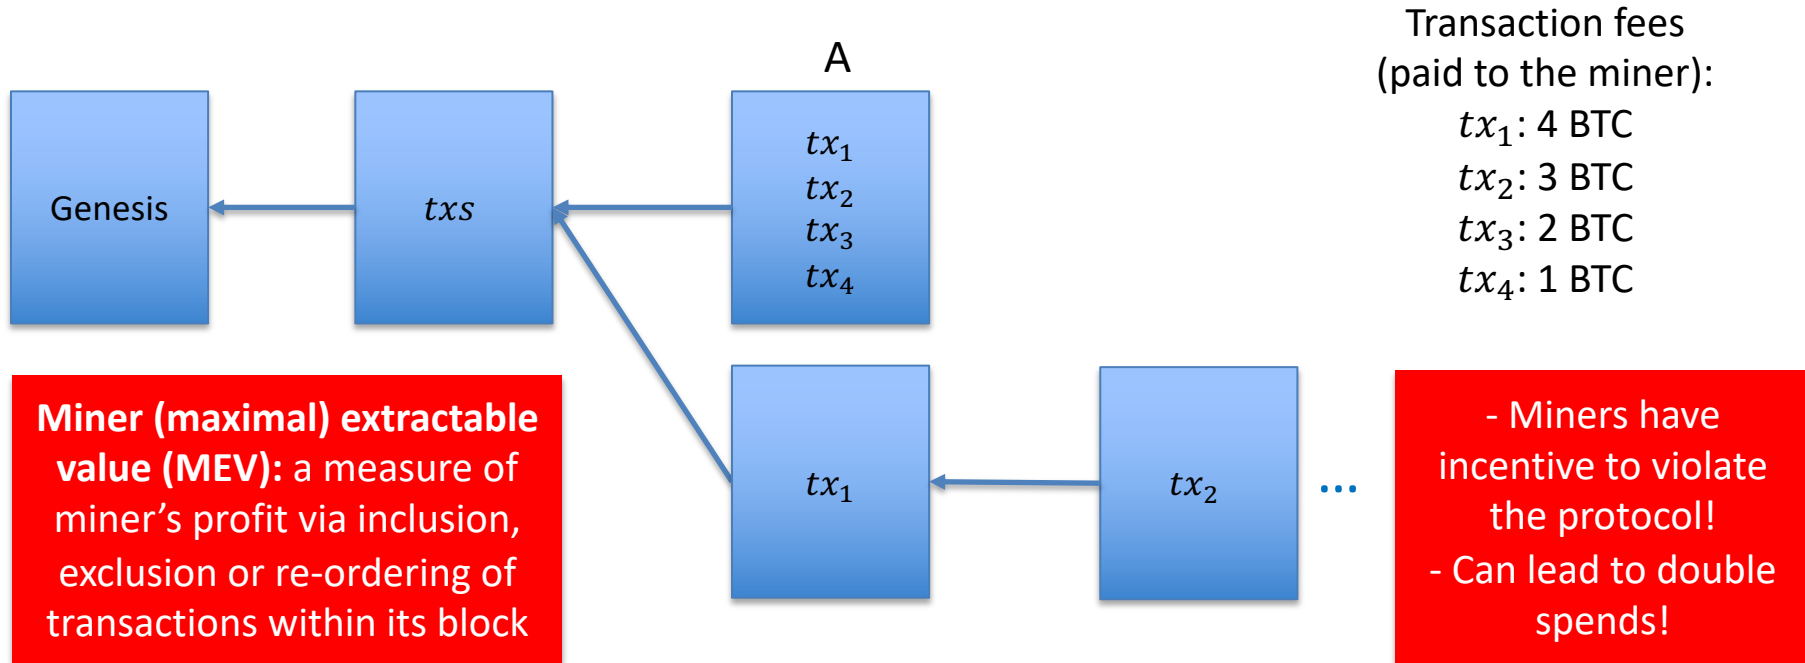 A
Genesis
txs
tx₁
tx₂
tx₃
tx₄
Transaction fees
(paid to the miner):
tx₁: 4 BTC
tx₂: 3 BTC
tx₃: 2 BTC
tx₄: 1 BTC
Miner (maximal) extractable
value (MEV): a measure of
miner’s profit via inclusion,
exclusion or re-ordering of
transactions within its block
tx₁
tx₂
...
- Miners have
incentive to violate
the protocol!
- Can lead to double
spends!